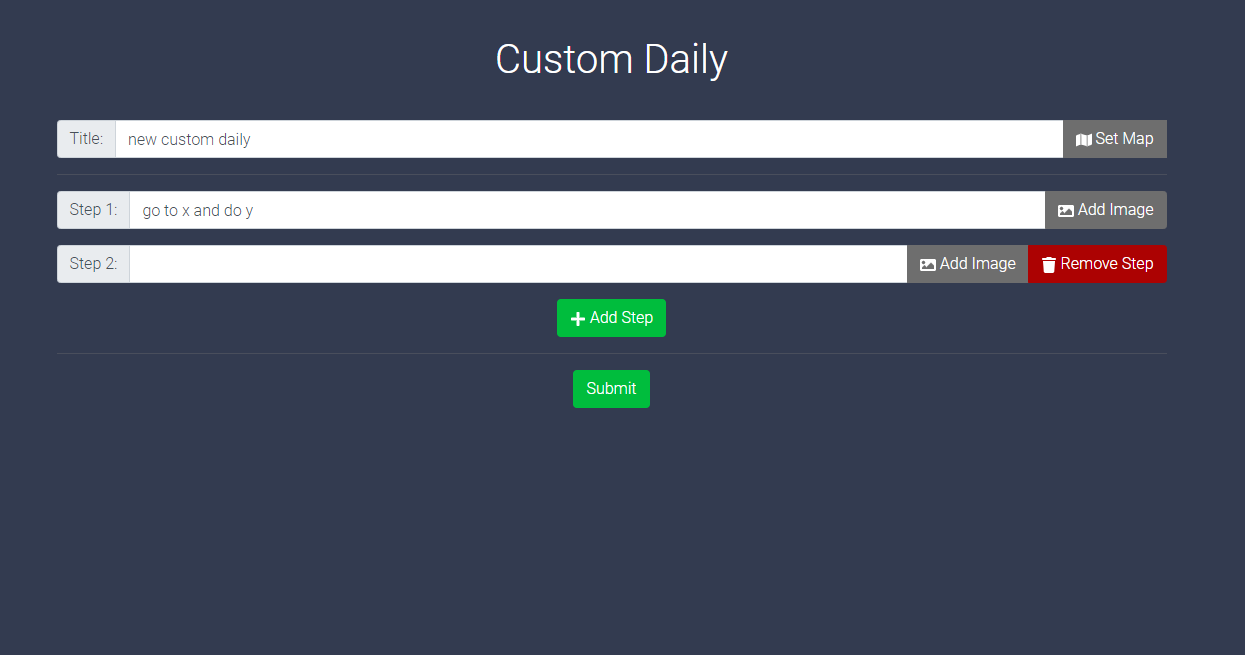 Custom Daily
Title: new custom daily Set Map
Step 1: go to x and do y Add Image
Step 2: Add Image Remove Step
Add Step
Submit